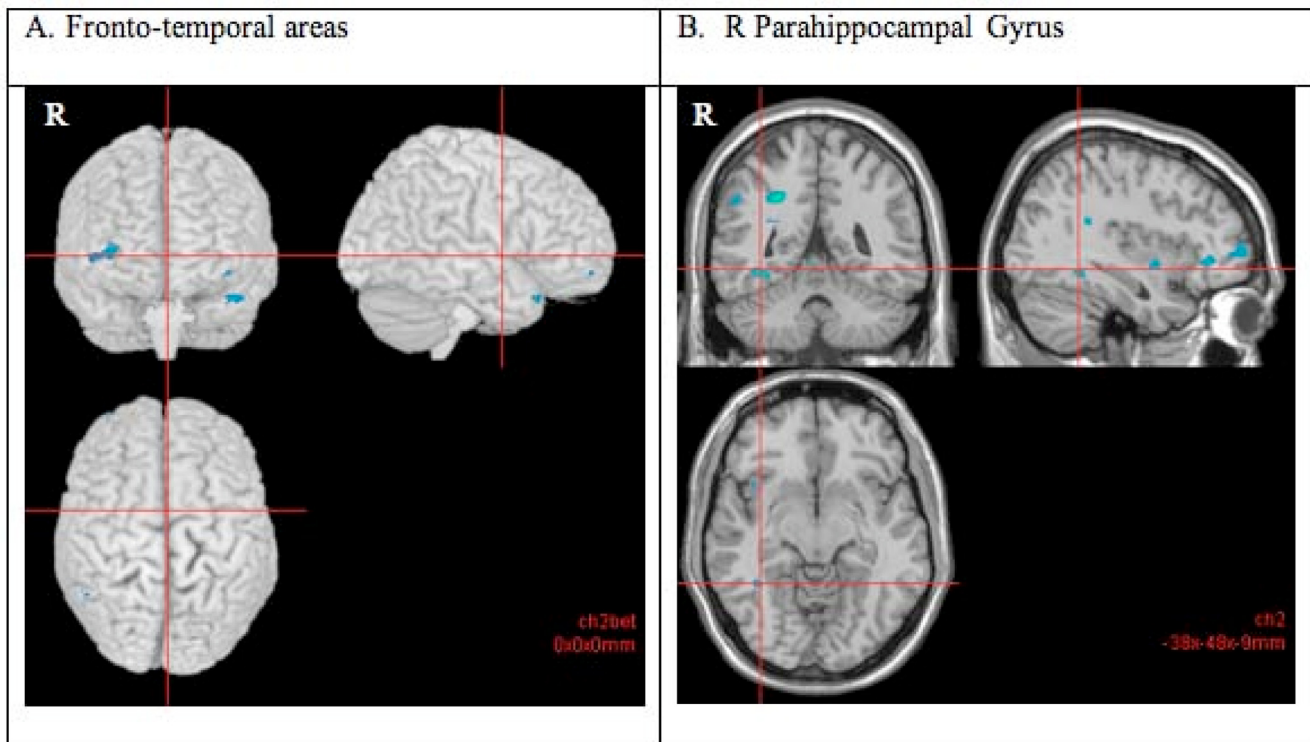 A. Fronto-temporal areas
B. R Parahippocampal Gyrus
R
R
ch2bet
0x0x0mm
ch2
-38x-48x-9mm